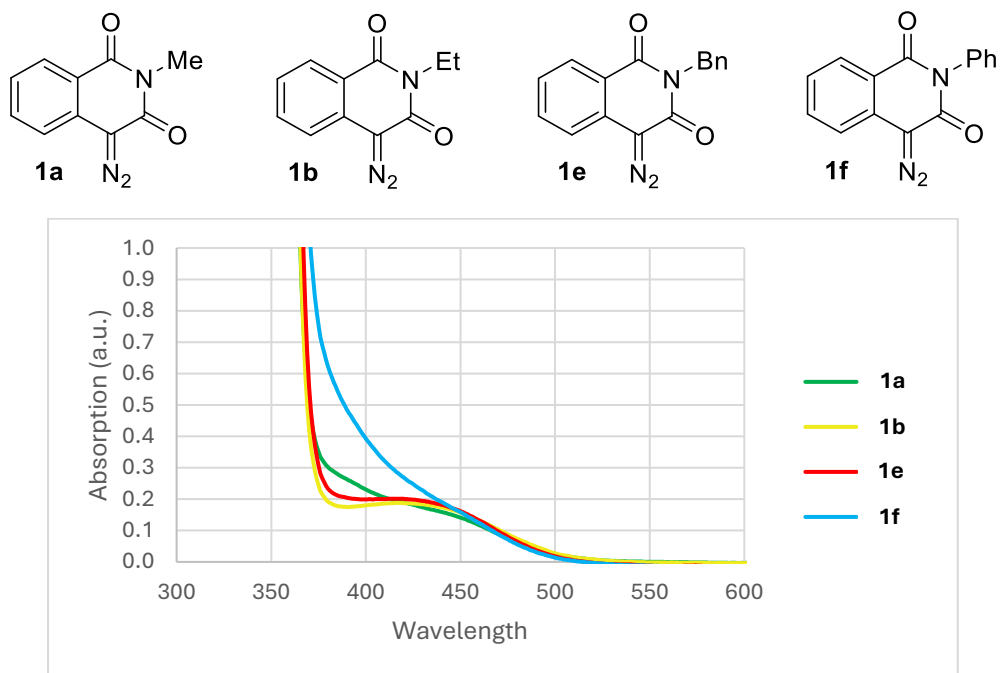 O
N
Me
O
N2
1a
O
N
Et
O
N2
1b
O
N
Bn
O
N2
1e
O
N
Ph
O
N2
1f
1.0
0.9
0.8
0.7
0.6
0.5
0.4
0.3
0.2
0.1
0.0
Absorption (a.u.)
300 350 400 450 500 550 600
Wavelength
1a
1b
1e
1f